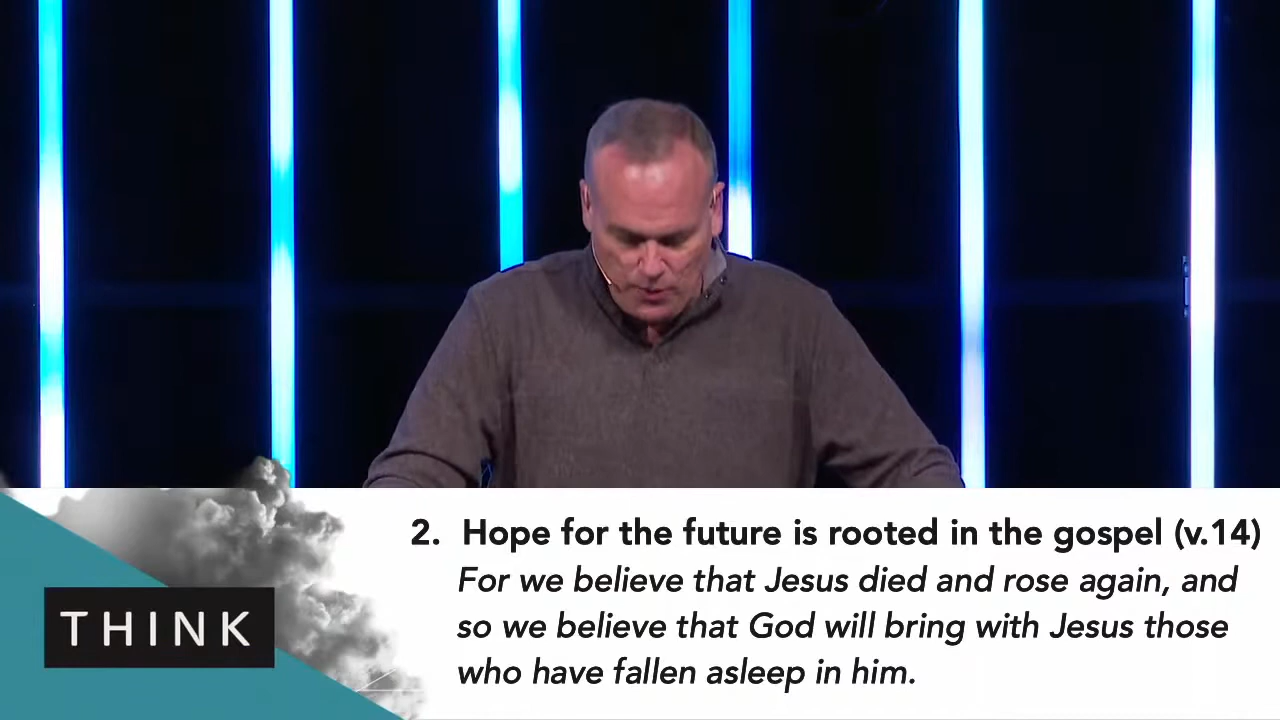 2. Hope for the future is rooted in the gospel (v.14)
For we believe that Jesus died and rose again, and
so we believe that God will bring with Jesus those
who have fallen asleep in him.
THINK